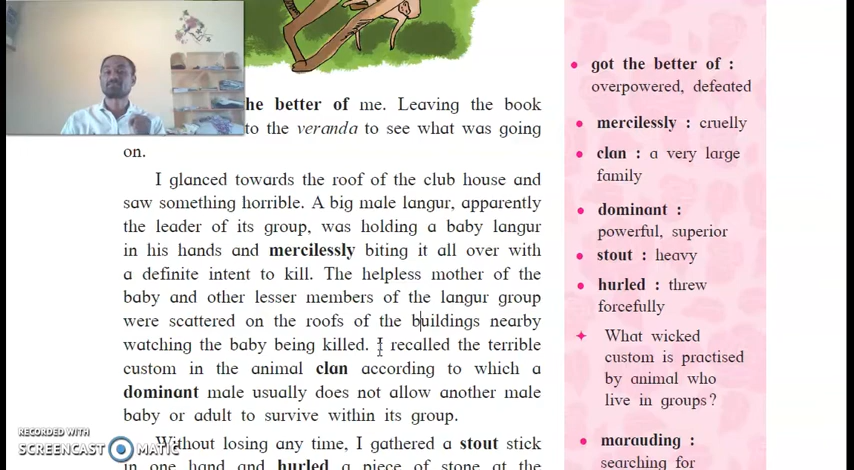 he better of me. Leaving the book
to the veranda to see what was going
on.
I glanced towards the roof of the club house and
saw something horrible. A big male langur, apparently
the leader of its group, was holding a baby langur
in his hands and mercilessly biting it all over with
a definite intent to kill. The helpless mother of the
baby and other lesser members of the langur group
were scattered on the roofs of the buildings nearby
watching the baby being killed. I recalled the terrible
custom in the animal clan according to which a
dominant male usually does not allow another male
baby or adult to survive within its group.
Without losing any time, I gathered a stout stick
in one hand and hurled a piece of stone at the
got the better of :
overpowered, defeated
mercilessly : cruelly
clan : a very large
family
dominant :
powerful, superior
stout : heavy
hurled : threw
forcefully
What wicked
custom is practised
by animal who
live in groups?
marauding :
searching for
RECORDED WITH
SCREENCAST MATIC